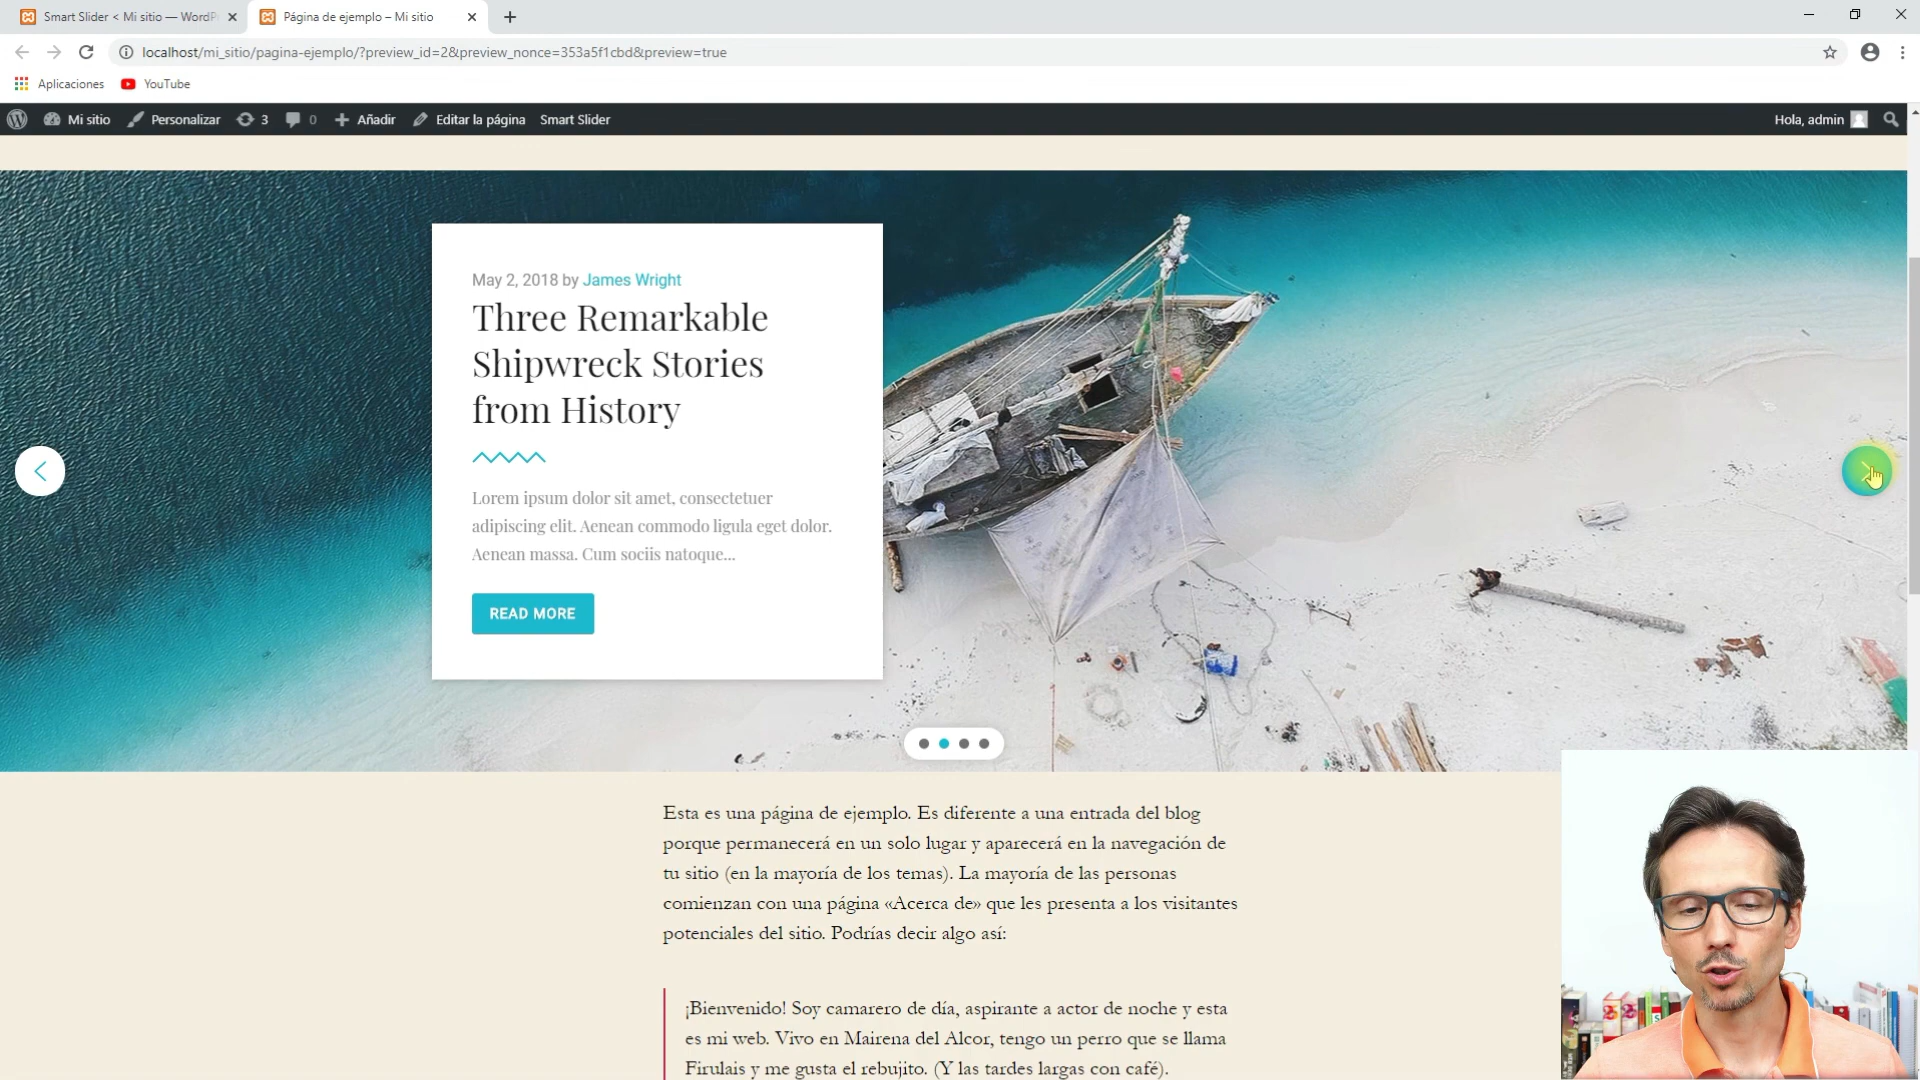 Smart Slider < Mi sitio — WordP
Página de ejemplo – Mi sitio
localhost/mi_sitio/pagina-ejemplo/?preview_id=2&preview_nonce=353a5f1cbd&preview=true
Aplicaciones
YouTube
Mi sitio
Personalizar
3
0
Añadir
Editar la página
Smart Slider
Hola, admin
May 2, 2018 by James Wright
Three Remarkable
Shipwreck Stories
from History
Lorem ipsum dolor sit amet, consectetuer
adipiscing elit. Aenean commodo ligula eget dolor.
Aenean massa. Cum sociis natoque...
READ MORE
Esta es una página de ejemplo. Es diferente a una entrada del blog
porque permanecerá en un solo lugar y aparecerá en la navegación de
tu sitio (en la mayoría de los temas). La mayoría de las personas
comienzan con una página «Acerca de» que les presenta a los visitantes
potenciales del sitio. Podrías decir algo así:
¡Bienvenido! Soy camarero de día, aspirante a actor de noche y esta
es mi web. Vivo en Mairena del Alcor, tengo un perro que se llama
Firulais y me gusta el rebujito. (Y las tardes largas con café).